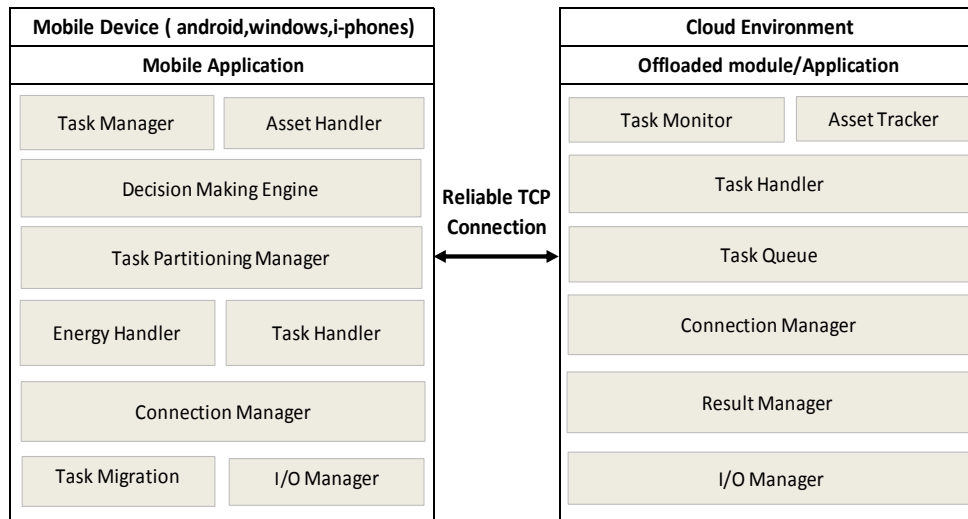 Mobile Device ( android,windows,i-phones)
Mobile Application
Task Manager
Asset Handler
Decision Making Engine
Task Partitioning Manager
Energy Handler
Task Handler
Connection Manager
Task Migration
I/O Manager
Reliable TCP
Connection
Cloud Environment
Offloaded module/Application
Task Monitor
Asset Tracker
Task Handler
Task Queue
Connection Manager
Result Manager
I/O Manager